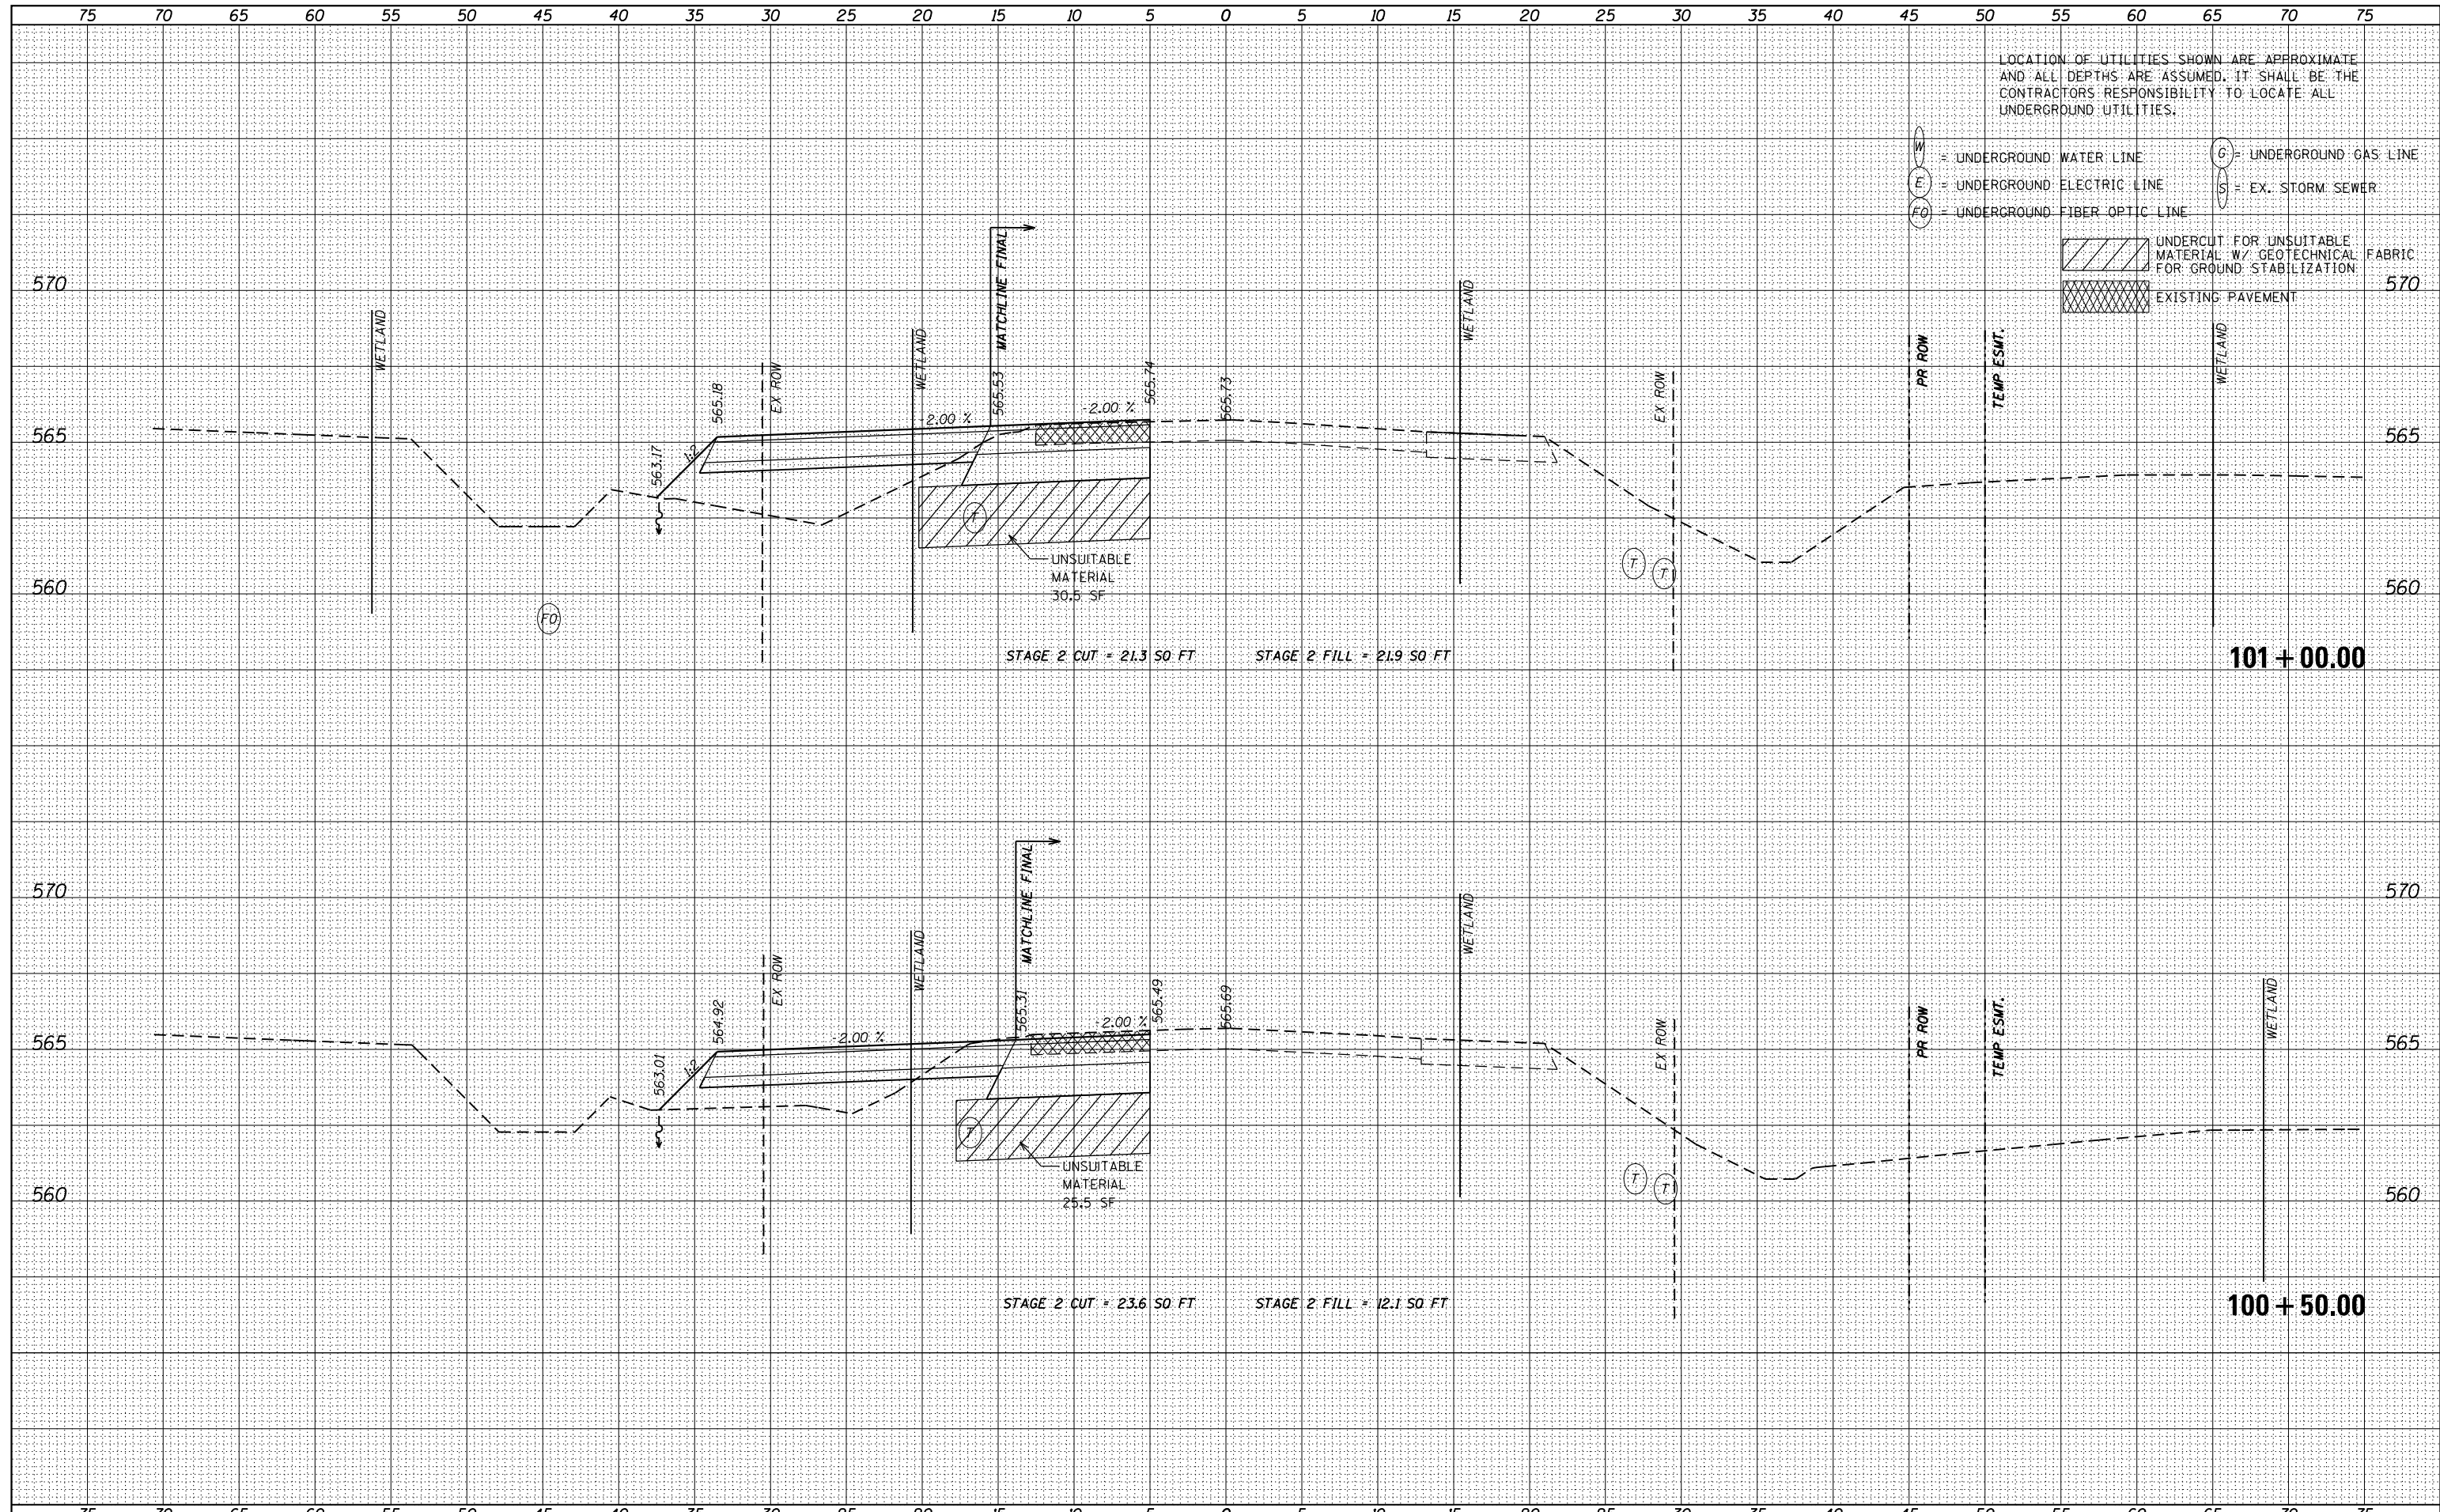 75 70 65 60 55 50 45 40 35 30 25 20 15 10 5 0 5 10 15 20 25 30 35 40 45 50 55 60 65 70 75
LOCATION OF UTILITIES SHOWN ARE APPROXIMATE
AND ALL DEPTHS ARE ASSUMED. IT SHALL BE THE
CONTRACTORS RESPONSIBILITY TO LOCATE ALL
UNDERGROUND UTILITIES.
W = UNDERGROUND WATER LINE
G = UNDERGROUND GAS LINE
E = UNDERGROUND ELECTRIC LINE
S = EX. STORM SEWER
FO = UNDERGROUND FIBER OPTIC LINE
UNDERCUT FOR UNSUITABLE
MATERIAL W/ GEOTECHNICAL FABRIC
FOR GROUND STABILIZATION
EXISTING PAVEMENT
570
570
WETLAND
563.17
1:2
565.18
EX ROW
WETLAND
-2.00 %
MATCHLINE FINAL
565.53
-2.00 %
565.74
565.73
WETLAND
EX ROW
PR ROW
TEMP ESMT.
WETLAND
565
565
T
UNSUITABLE
MATERIAL
30.5 SF
T
T
560
560
FO
STAGE 2 CUT = 21.3 SQ FT
STAGE 2 FILL = 21.9 SQ FT
101 + 00.00
570
570
563.01
1:2
564.92
EX ROW
-2.00 %
WETLAND
MATCHLINE FINAL
565.31
-2.00 %
565.49
565.69
WETLAND
EX ROW
PR ROW
TEMP ESMT.
WETLAND
565
565
T
UNSUITABLE
MATERIAL
25.5 SF
T
T
560
560
STAGE 2 CUT = 23.6 SQ FT
STAGE 2 FILL = 12.1 SQ FT
100 + 50.00
75 70 65 60 55 50 45 40 35 30 25 20 15 10 5 0 5 10 15 20 25 30 35 40 45 50 55 60 65 70 75